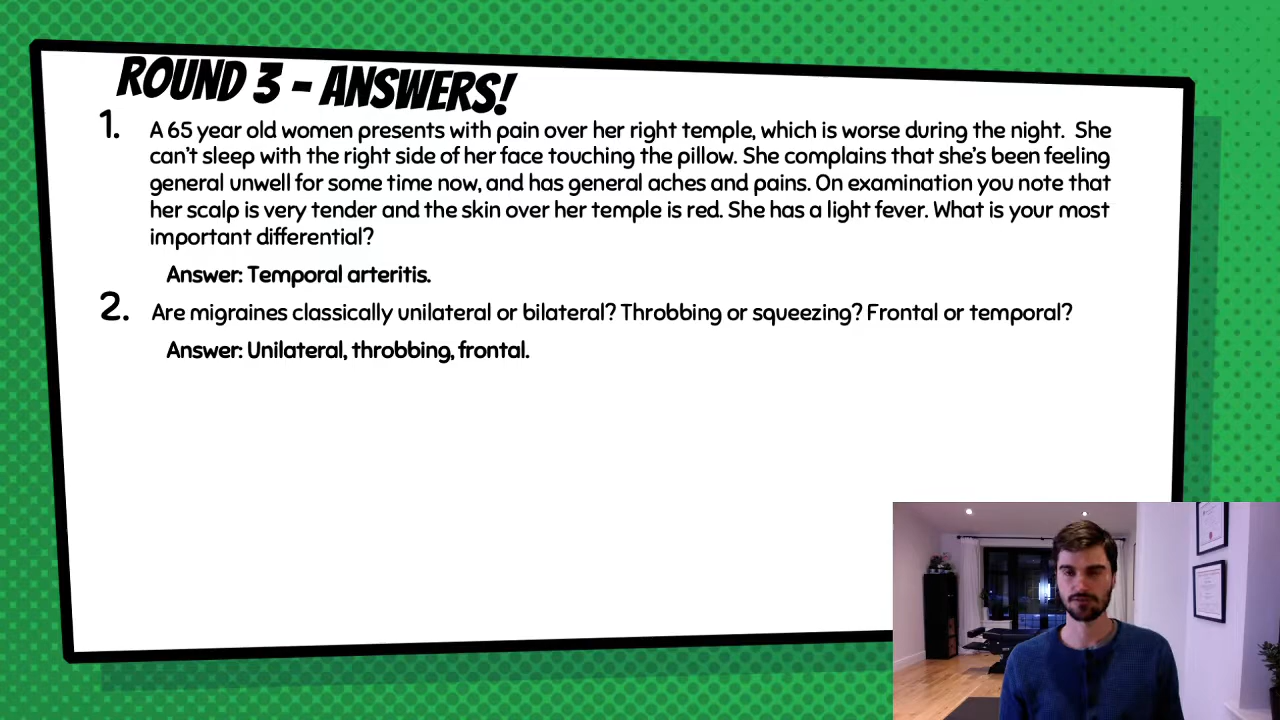 ROUND 3 - ANSWERS!
1. A 65 year old women presents with pain over her right temple, which is worse during the night. She
can't sleep with the right side of her face touching the pillow. She complains that she's been feeling
general unwell for some time now, and has general aches and pains. On examination you note that
her scalp is very tender and the skin over her temple is red. She has a light fever. What is your most
important differential?
Answer: Temporal arteritis.
2. Are migraines classically unilateral or bilateral? Throbbing or squeezing? Frontal or temporal?
Answer: Unilateral, throbbing, frontal.